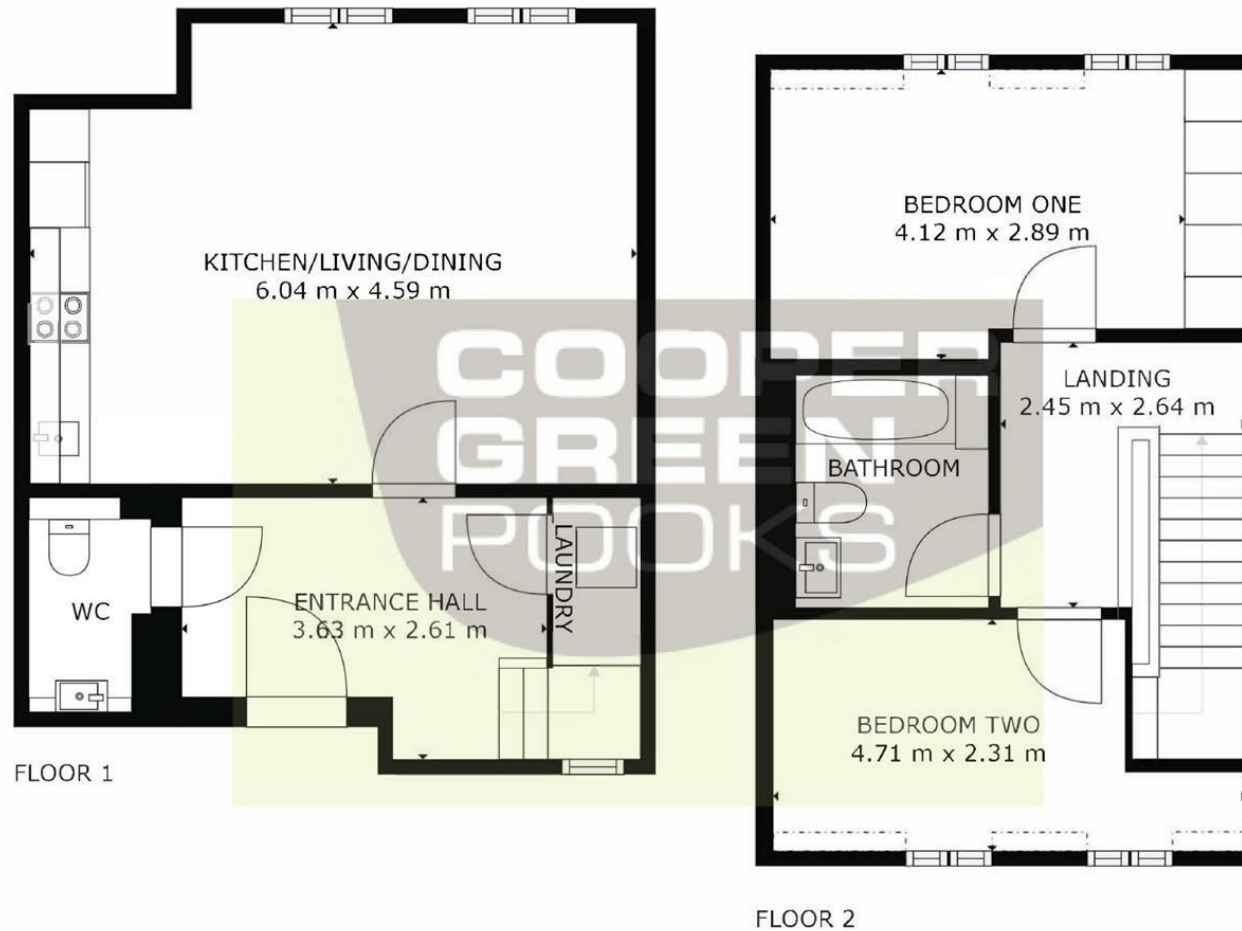 KITCHEN/LIVING/DINING
6.04 m x 4.59 m
WC
ENTRANCE HALL
3.63 m x 2.61 m
LAUNDRY
FLOOR 1
BEDROOM ONE
4.12 m x 2.89 m
LANDING
2.45 m x 2.64 m
BATHROOM
BEDROOM TWO
4.71 m x 2.31 m
FLOOR 2
COOPER
GREEN
POOKS